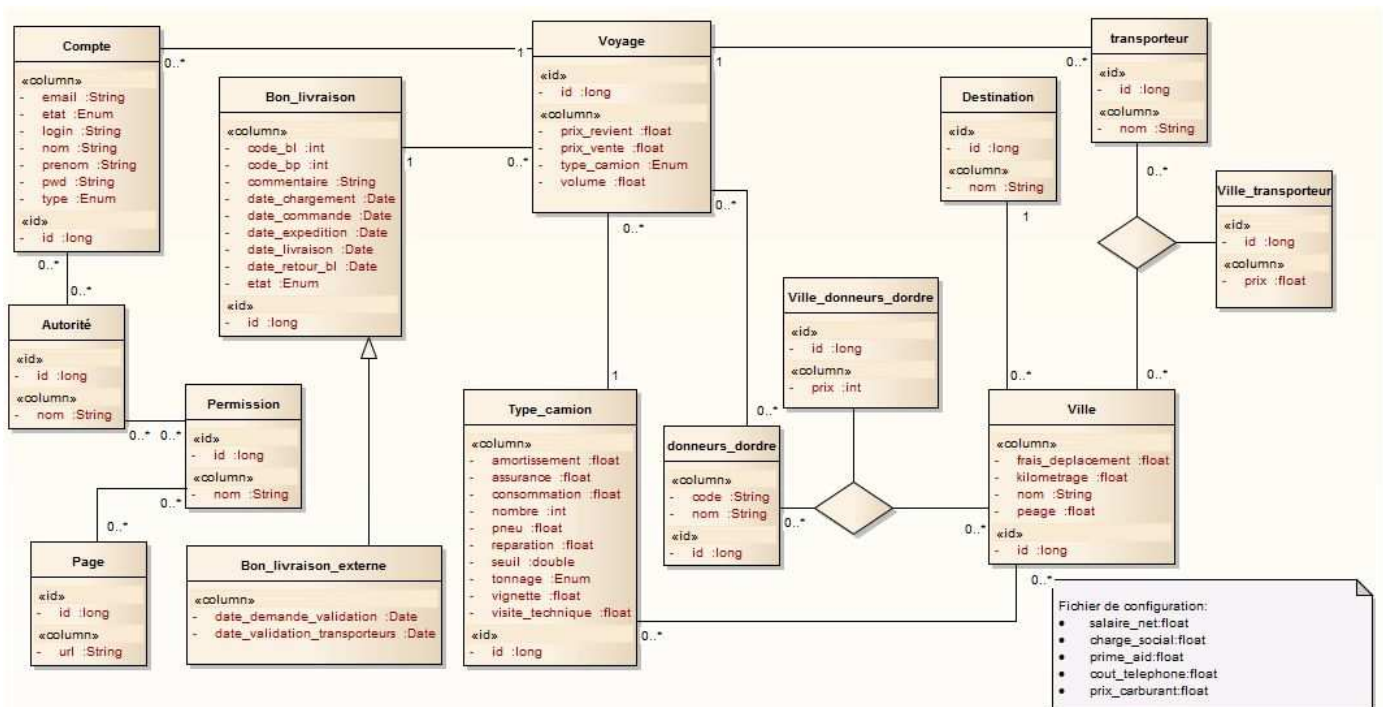 Compte
«column»
- email :String
- etat :Enum
- login :String
- nom :String
- prenom :String
- pwd :String
- type :Enum
«id»
- id :long
0..*
1
0..*
0..*
Bon_livraison
«column»
- code_bl :int
- code_bp :int
- commentaire :String
- date_chargement :Date
- date_commande :Date
- date_expedition :Date
- date_livraison :Date
- date_retour_bl :Date
- etat :Enum
«id»
- id :long
1
0..*
Voyage
«id»
- id :long
«column»
- prix_revient :float
- prix_vente :float
- type_camion :Enum
- volume :float
1
0..*
0..*
0..*
1
0..*
Destination
«id»
- id :long
«column»
- nom :String
1
0..*
transporteur
«id»
- id :long
«column»
- nom :String
0..*
0..*
Ville_transporteur
«id»
- id :long
«column»
- prix :float
Autorité
«id»
- id :long
«column»
- nom :String
0..*
0..*
Permission
«id»
- id :long
«column»
- nom :String
0..*
0..*
Page
«id»
- id :long
«column»
- url :String
Bon_livraison_externe
«column»
- date_demande_validation :Date
- date_validation_transporteurs :Date
Type_camion
«column»
- amortissement :float
- assurance :float
- consommation :float
- nombre :int
- pneu :float
- reparation :float
- seuil :double
- tonnage :Enum
- vignette :float
- visite_technique :float
«id»
- id :long
0..*
0..*
Ville_donneurs_dordre
«id»
- id :long
«column»
- prix :int
donneurs_dordre
«column»
- code :String
- nom :String
«id»
- id :long
0..*
0..*
Ville
«column»
- frais_deplacement :float
- kilometrage :float
- nom :String
- peage :float
«id»
- id :long
Fichier de configuration:
• salaire_net:float
• charge_social:float
• prime_aid:float
• cout_telephone:float
• prix_carburant:float